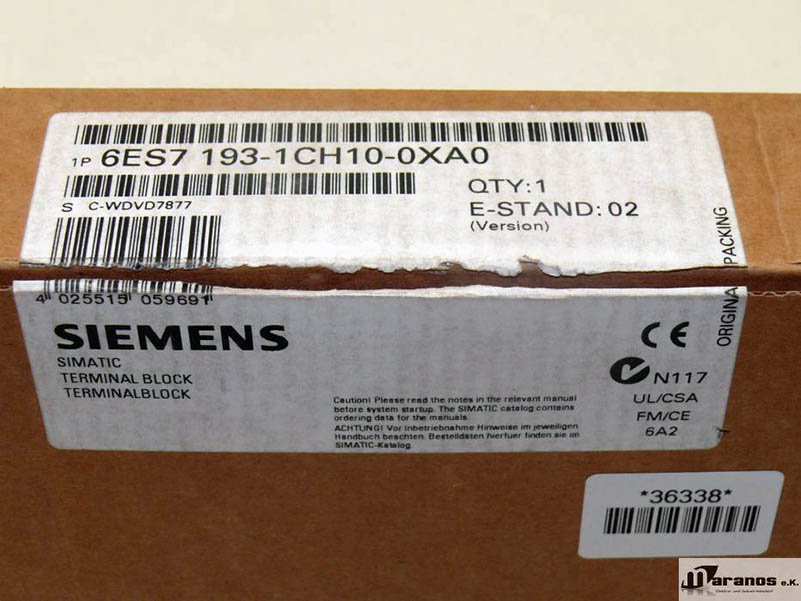 1P 6ES7 193-1CH10-0XA0
S C-WDVD7877
QTY:1
E-STAND: 02
(Version)
ORIGINAL PACKING
4 025515 059691
SIEMENS
SIMATIC
TERMINAL BLOCK
TERMINALBLOCK
Caution! Please read the notes in the relevant manual
before system startup. The SIMATIC catalog contains
ordering data for the manuals.
ACHTUNG! Vor Inbetriebnahme Hinweise im jeweiligen
Handbuch beachten. Bestelldaten hierfuer finden sie im
SIMATIC-Katalog.
CE
N117
UL/CSA
FM/CE
6A2
*36338*
Maranos e.K.